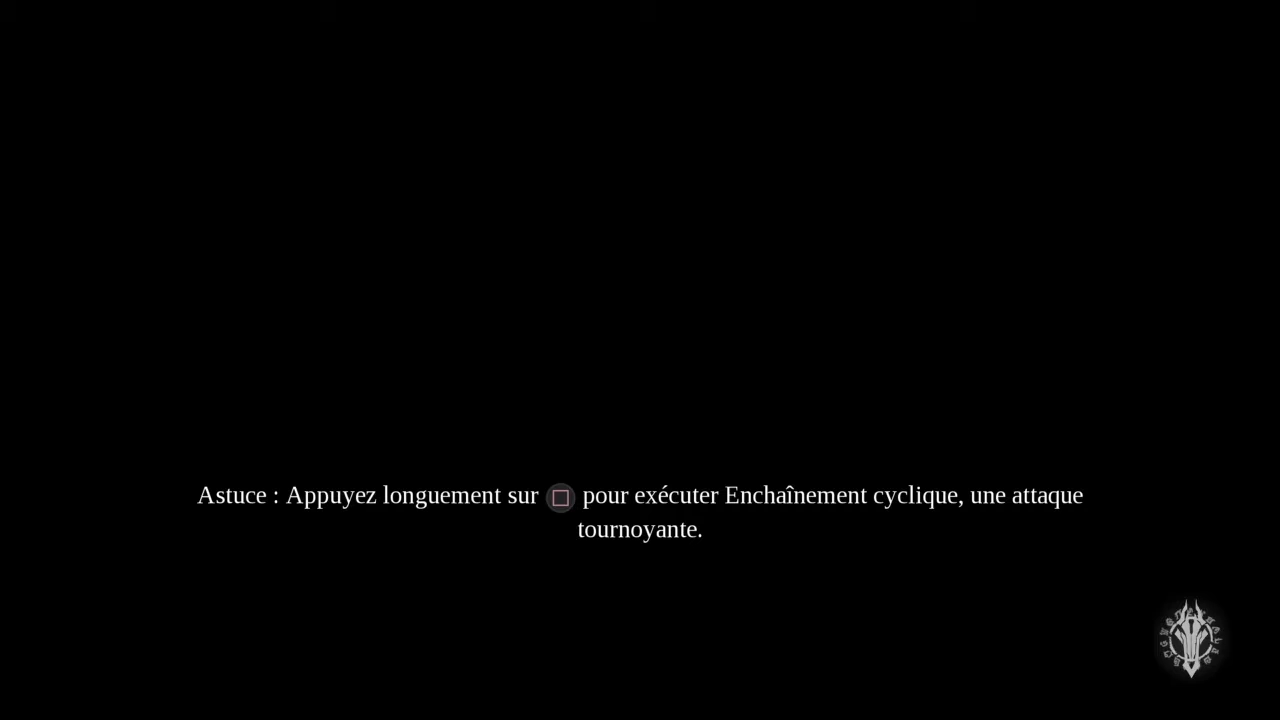 Astuce : Appuyez longuement sur □ pour exécuter Enchaînement cyclique, une attaque
tournoyante.